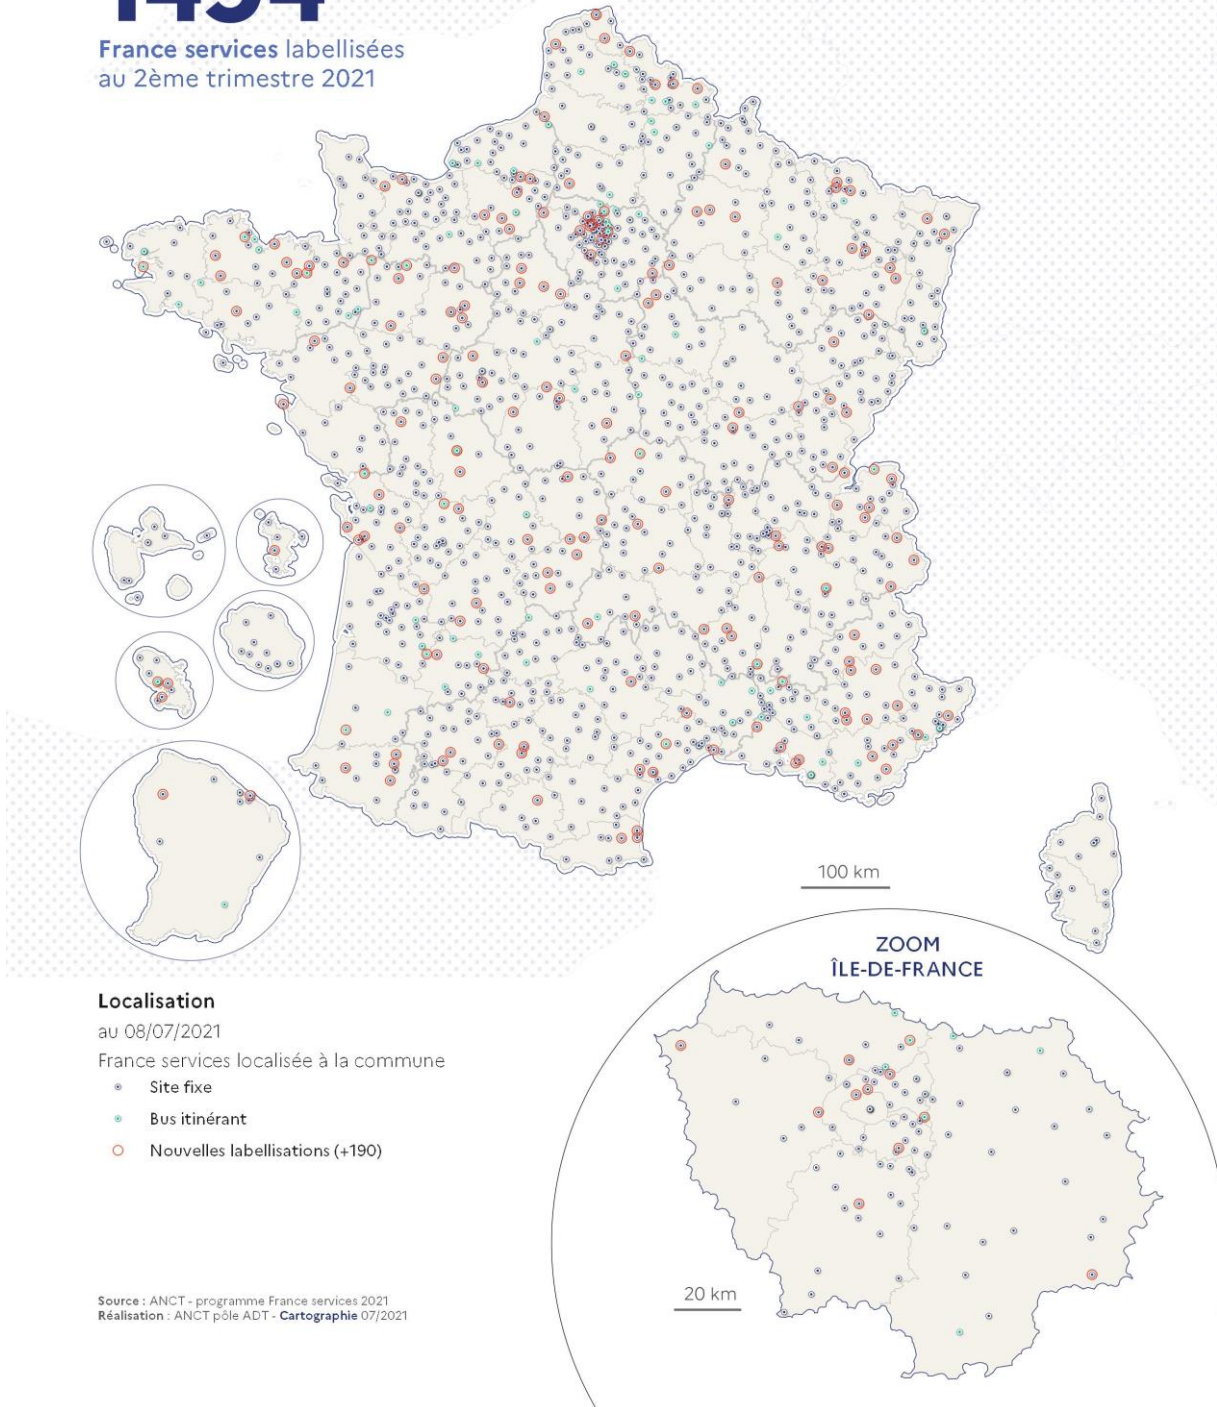 France services labellisées
au 2ème trimestre 2021
100 km
ZOOM
ÎLE-DE-FRANCE
Localisation
au 08/07/2021
France services localisée à la commune
Site fixe
Bus itinérant
Nouvelles labellisations (+190)
20 km
Source : ANCT - programme France services 2021
Réalisation : ANCT pôle ADT - Cartographie 07/2021